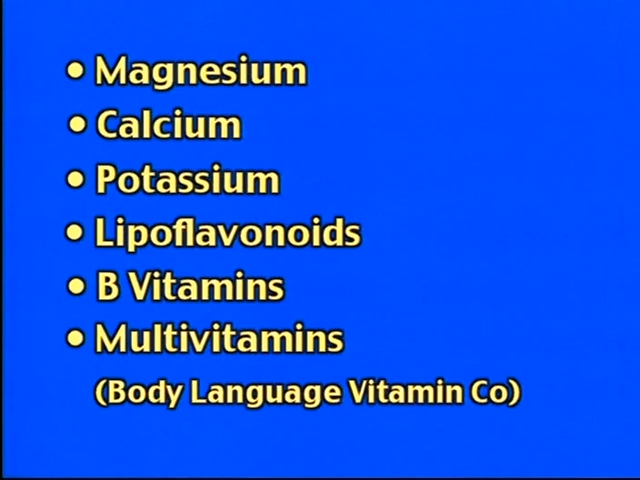 • Magnesium
• Calcium
• Potassium
• Lipoflavonoids
• B Vitamins
• Multivitamins
(Body Language Vitamin Co)